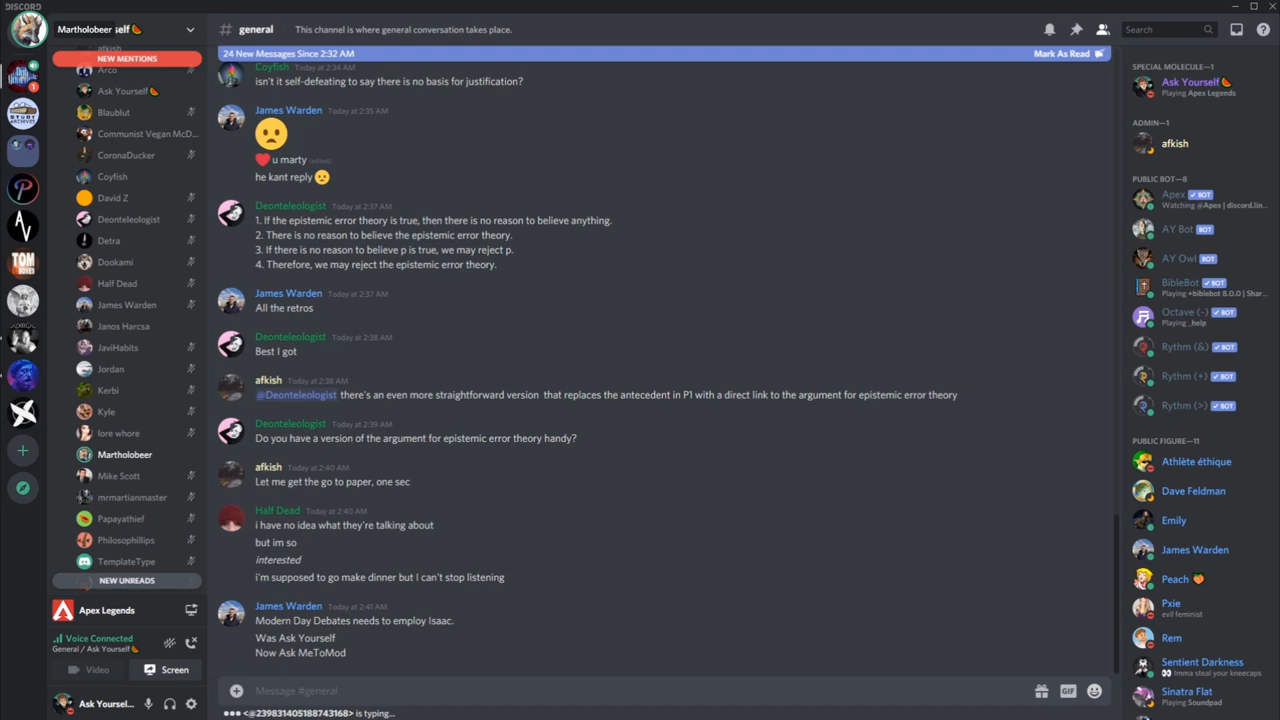 DISCORD
Martholobeer
self
# general
This channel is where general conversation takes place.
Search
afkish
NEW MENTIONS
Arco
Ask Yourself
Blaublut
Communist Vegan McD...
CoronaDucker
Coyfish
David Z
Deonteleologist
Detra
Dookami
Half Dead
James Warden
Janos Harcsa
JaviHabits
Jordan
Kerbi
Kyle
lore whore
Martholobeer
Mike Scott
mrmartianmaster
Papayathief
Philosophillips
TemplateType
NEW UNREADS
Apex Legends
Voice Connected
General / Ask Yourself
Video
Screen
Ask Yoursel...
STUDY
ARCHIVES
TOM
BOXES
1
24 New Messages Since 2:32 AM
Mark As Read
Coyfish Today at 2:34 AM
isn't it self-defeating to say there is no basis for justification?
James Warden Today at 2:35 AM
u marty (edited)
he kant reply
Deonteleologist Today at 2:37 AM
1. If the epistemic error theory is true, then there is no reason to believe anything.
2. There is no reason to believe the epistemic error theory.
3. If there is no reason to believe p is true, we may reject p.
4. Therefore, we may reject the epistemic error theory.
James Warden Today at 2:37 AM
All the retros
Deonteleologist Today at 2:38 AM
Best I got
afkish Today at 2:38 AM
@Deonteleologist there's an even more straightforward version that replaces the antecedent in P1 with a direct link to the argument for epistemic error theory
Deonteleologist Today at 2:39 AM
Do you have a version of the argument for epistemic error theory handy?
afkish Today at 2:40 AM
Let me get the go to paper, one sec
Half Dead Today at 2:40 AM
i have no idea what they're talking about
but im so
interested
i'm supposed to go make dinner but I can't stop listening
James Warden Today at 2:41 AM
Modern Day Debates needs to employ Isaac.
Was Ask Yourself
Now Ask MeToMod
Message #general
GIF
<@239831405188743168> is typing...
SPECIAL MOLECULE—1
Ask Yourself
Playing Apex Legends
ADMIN—1
afkish
PUBLIC BOT—8
Apex BOT
Watching @Apex | discord.lin...
AY Bot BOT
AY Owl BOT
BibleBot BOT
Playing +biblebot 8.0.0 | Shar...
Octave (-) BOT
Playing _help
Rythm (&) BOT
Rythm (+) BOT
Rythm (>) BOT
PUBLIC FIGURE—11
Athlète éthique
Dave Feldman
Emily
James Warden
Peach
Pxie
evil feminist
Rem
Sentient Darkness
Imma steal your kneecaps
Sinatra Flat
Playing Soundpad